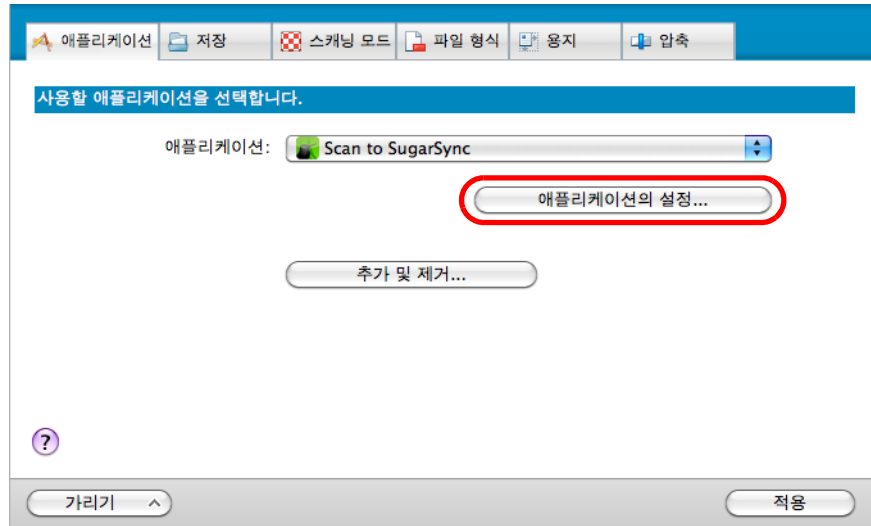 애플리케이션 저장 스캐닝 모드 파일 형식 용지 압축
사용할 애플리케이션을 선택합니다.
애플리케이션: Scan to SugarSync
애플리케이션의 설정...
추가 및 제거...
?
가리기 적용